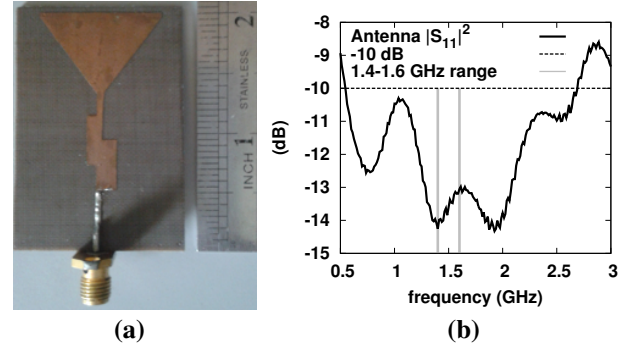 2
STAINLESS
1
INCH
(a)
Antenna |S₁₁|²
-10 dB
1.4-1.6 GHz range
-8
-9
-10
-11
-12
-13
-14
-15
(dB)
0.5 1 1.5 2 2.5 3
frequency (GHz)
(b)